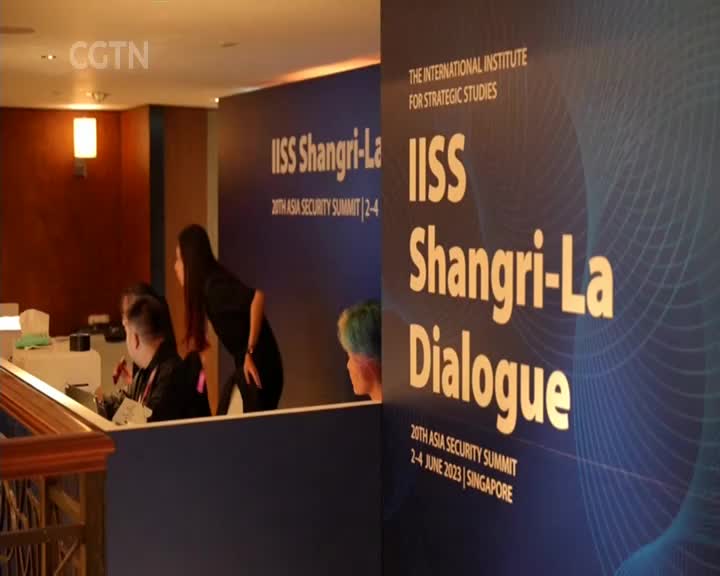 CGTN
THE INTERNATIONAL INSTITUTE
FOR STRATEGIC STUDIES
IISS
Shangri-La
Dialogue
20TH ASIA SECURITY SUMMIT
2–4 JUNE 2023 | SINGAPORE
IISS Shangri-La
20TH ASIA SECURITY SUMMIT | 2–4